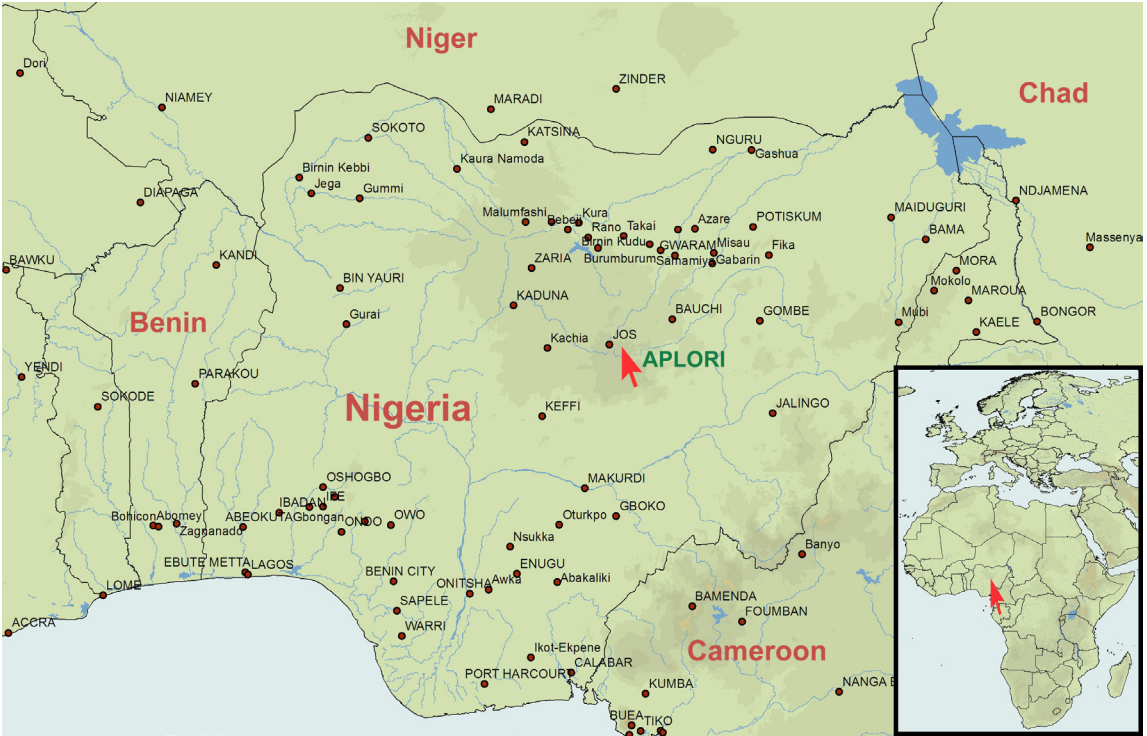 Niger
Chad
Dori
ZINDER
NIAMEY
MARADI
SOKOTO
KATSINA
NGURU
Gashua
Kaura Namoda
Birnin Kebbi
Jega
Gummi
DIAPAGA
NDJAMENA
Malumfashi
Bebeji
Kura
Rano
Takai
Azare
POTISKUM
MAIDUGURI
BAMA
Massenya
Birnin Kudu
GWARAM
Misau
Fika
BAWKU
KANDI
ZARIA
Burumburum
Samamiya
Gabarin
MORA
Mokolo
MAROUA
BIN YAURI
KADUNA
BAUCHI
GOMBE
Mubi
BONGOR
Benin
Gurai
KAELE
Kachia
JOS
APLORI
YENDI
PARAKOU
SOKODE
Nigeria
KEFFI
JALINGO
OSHOGBO
MAKURDI
IFE
IBADAN
Bohicon
Abomey
ABEOKUTA
Gbongan
ONDO
OWO
Oturkpo
GBOKO
Zagnanado
Nsukka
Banyo
EBUTE METTA
LAGOS
BENIN CITY
ENUGU
ONITSHA
Awka
Abakaliki
LOME
SAPELE
BAMENDA
FOUMBAN
ACCRA
WARRI
Cameroon
Ikot-Ekpene
CALABAR
PORT HARCOURT
KUMBA
NANGA E
BUEA
TIKO